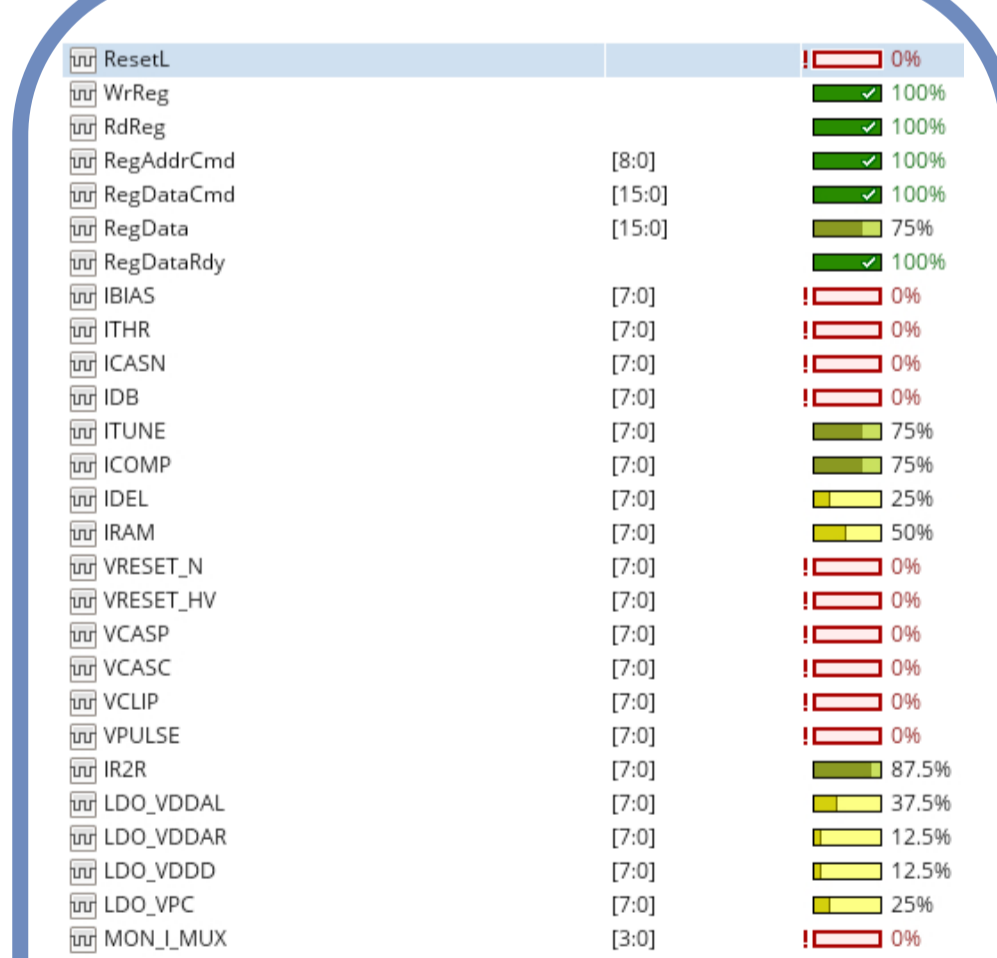 ResetL ! 0%
WrReg 100%
RdReg 100%
RegAddrCmd [8:0] 100%
RegDataCmd [15:0] 100%
RegData [15:0] 75%
RegDataRdy 100%
IBIAS [7:0] ! 0%
ITHR [7:0] ! 0%
ICASN [7:0] ! 0%
IDB [7:0] ! 0%
ITUNE [7:0] 75%
ICOMP [7:0] 75%
IDEL [7:0] 25%
IRAM [7:0] 50%
VRESET_N [7:0] ! 0%
VRESET_HV [7:0] ! 0%
VCASP [7:0] ! 0%
VCASC [7:0] ! 0%
VCLIP [7:0] ! 0%
VPULSE [7:0] ! 0%
IR2R [7:0] 87.5%
LDO_VDDAL [7:0] 37.5%
LDO_VDDAR [7:0] 12.5%
LDO_VDDD [7:0] 12.5%
LDO_VPC [7:0] 25%
MON_I_MUX [3:0] ! 0%